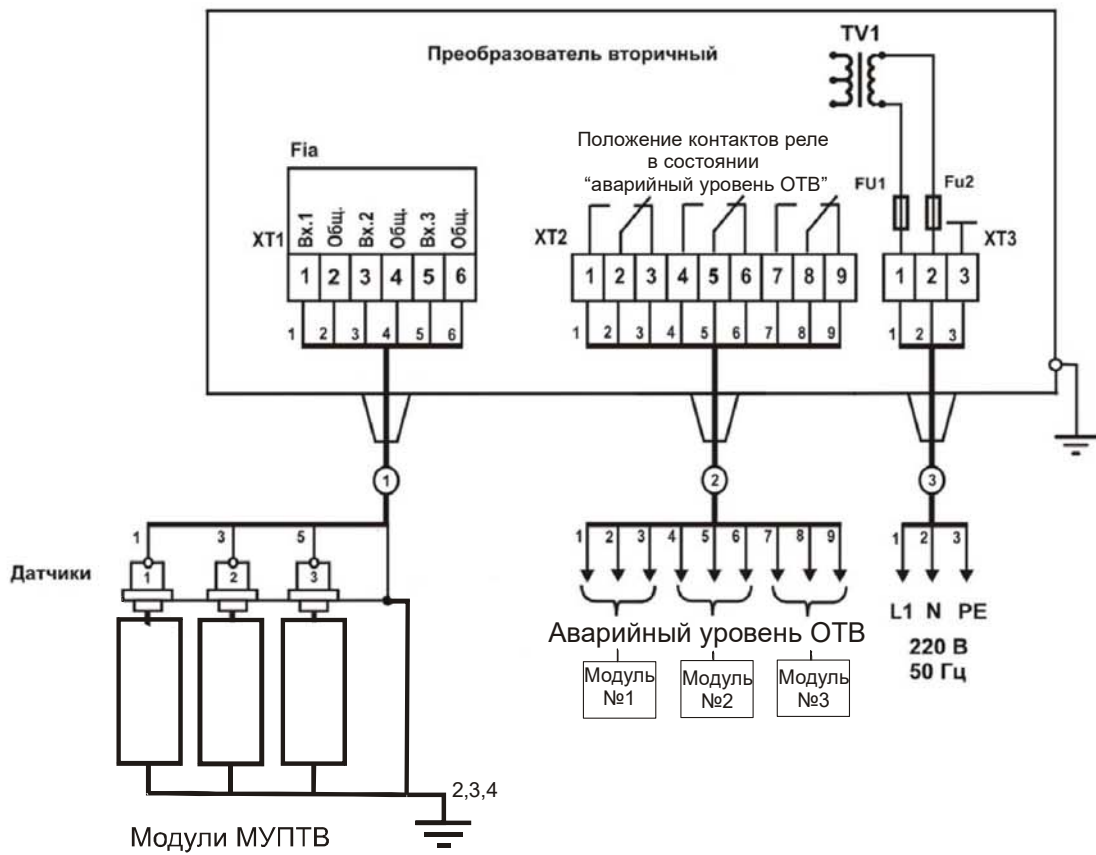 TV1
Преобразователь вторичный
Положение контактов реле
в состоянии
“аварийный уровень ОТВ”
Fia
FU1
Fu2
XT1
Вх.1
Общ.
Вх.2
Общ.
Вх.3
Общ.
XT2
XT3
1 2 3 4 5 6
1 2 3 4 5 6 7 8 9
1 2 3
1 2 3 4 5 6
1 2 3 4 5 6 7 8 9
1 2 3
1
2
3
1 3 5
1 2 3 4 5 6 7 8 9
1 2 3
Датчики
1 2 3
L1 N PE
220 В
50 Гц
Аварийный уровень ОТВ
Модуль
№1
Модуль
№2
Модуль
№3
2,3,4
Модули МУПТВ